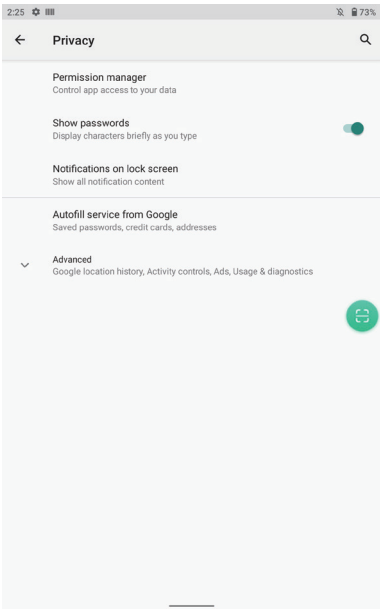 2:25 73%
Privacy
Permission manager
Control app access to your data
Show passwords
Display characters briefly as you type
Notifications on lock screen
Show all notification content
Autofill service from Google
Saved passwords, credit cards, addresses
Advanced
Google location history, Activity controls, Ads, Usage & diagnostics